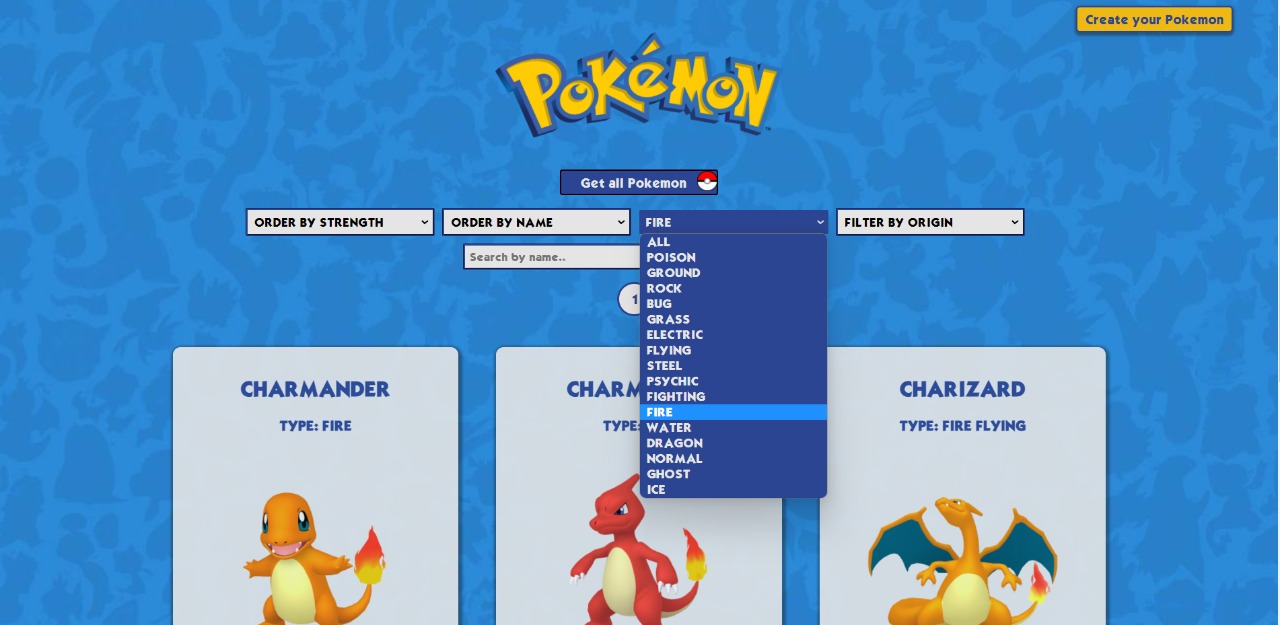 Create your Pokemon
POKéMON
TM
Get all Pokemon
ORDER BY STRENGTH
ORDER BY NAME
FIRE
FILTER BY ORIGIN
Search by name..
1
ALL
POISON
GROUND
ROCK
BUG
GRASS
ELECTRIC
FLYING
STEEL
PSYCHIC
FIGHTING
FIRE
WATER
DRAGON
NORMAL
GHOST
ICE
CHARMANDER
TYPE: FIRE
TYPE:
CHARIZARD
TYPE: FIRE FLYING